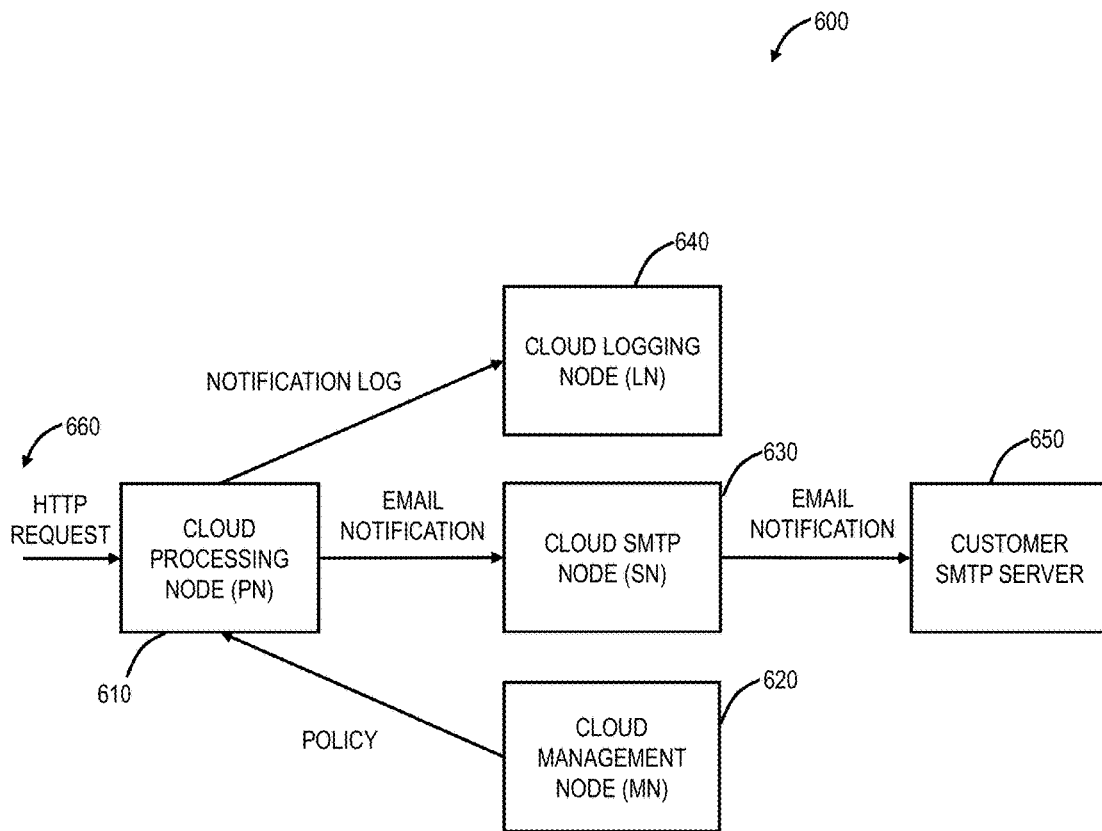 600
640
CLOUD LOGGING
NODE (LN)
NOTIFICATION LOG
660
HTTP
REQUEST
CLOUD
PROCESSING
NODE (PN)
610
EMAIL
NOTIFICATION
630
CLOUD SMTP
NODE (SN)
EMAIL
NOTIFICATION
650
CUSTOMER
SMTP SERVER
POLICY
620
CLOUD
MANAGEMENT
NODE (MN)